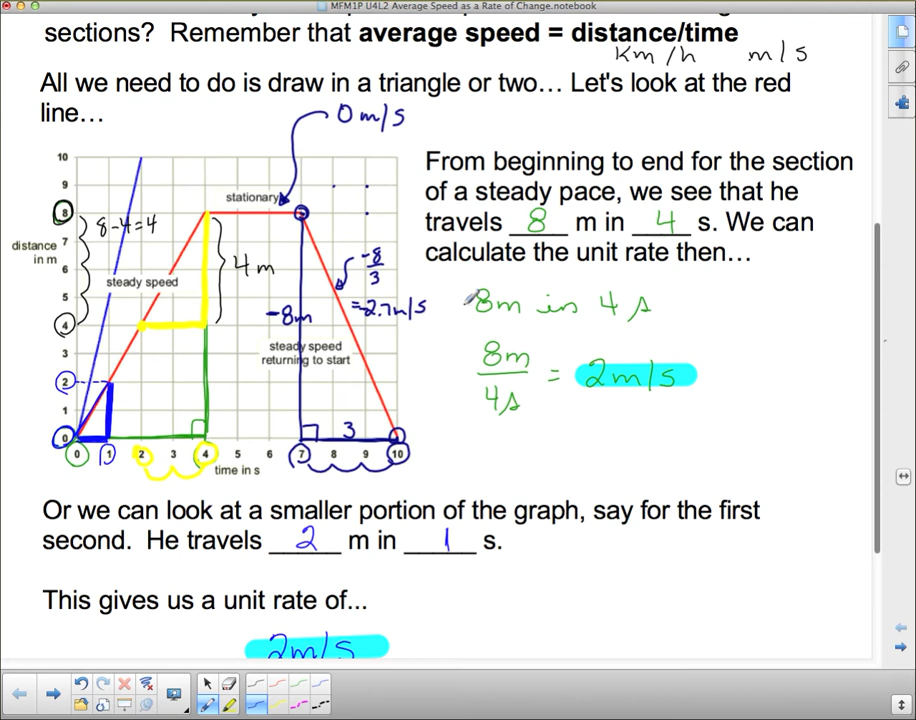 MFM1P U4L2 Average Speed as a Rate of Change.notebook
sections? Remember that average speed = distance/time
km/h m/s
All we need to do is draw in a triangle or two... Let's look at the red
line...
0 m/s
10
9
8
7
6
5
4
3
2
1
0
distance
in m
8-4=4
stationary
steady speed
4 m
-8
3
= -2.7m/s
-8m
steady speed
returning to start
3
0 1 2 3 4 5 6 7 8 9 10
time in s
From beginning to end for the section
of a steady pace, we see that he
travels 8 m in 4 s. We can
calculate the unit rate then...
8m in 4 s
8m
4s
= 2m/s
Or we can look at a smaller portion of the graph, say for the first
second. He travels 2 m in 1 s.
This gives us a unit rate of...
2m/s